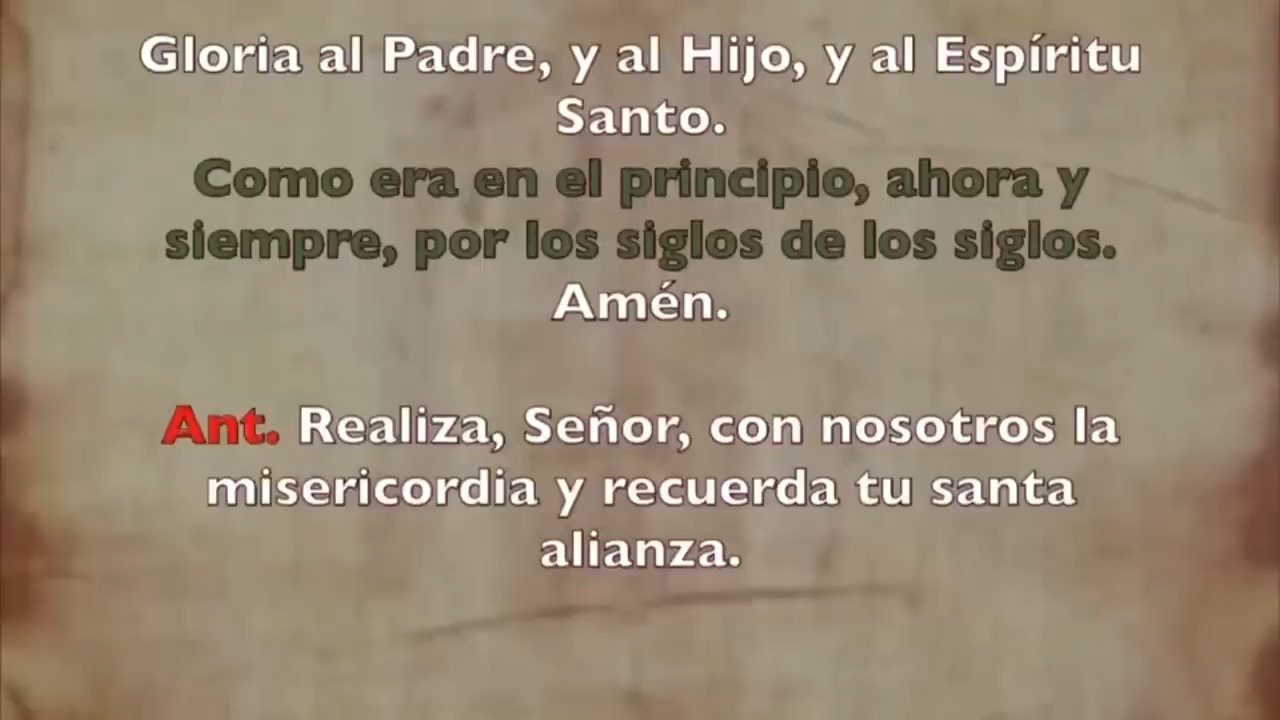 Gloria al Padre, y al Hijo, y al Espíritu
Santo.
Como era en el principio, ahora y
siempre, por los siglos de los siglos.
Amén.
Ant. Realiza, Señor, con nosotros la
misericordia y recuerda tu santa
alianza.